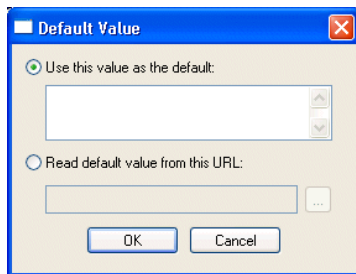 Default Value
Use this value as the default:
Read default value from this URL:
...
OK Cancel